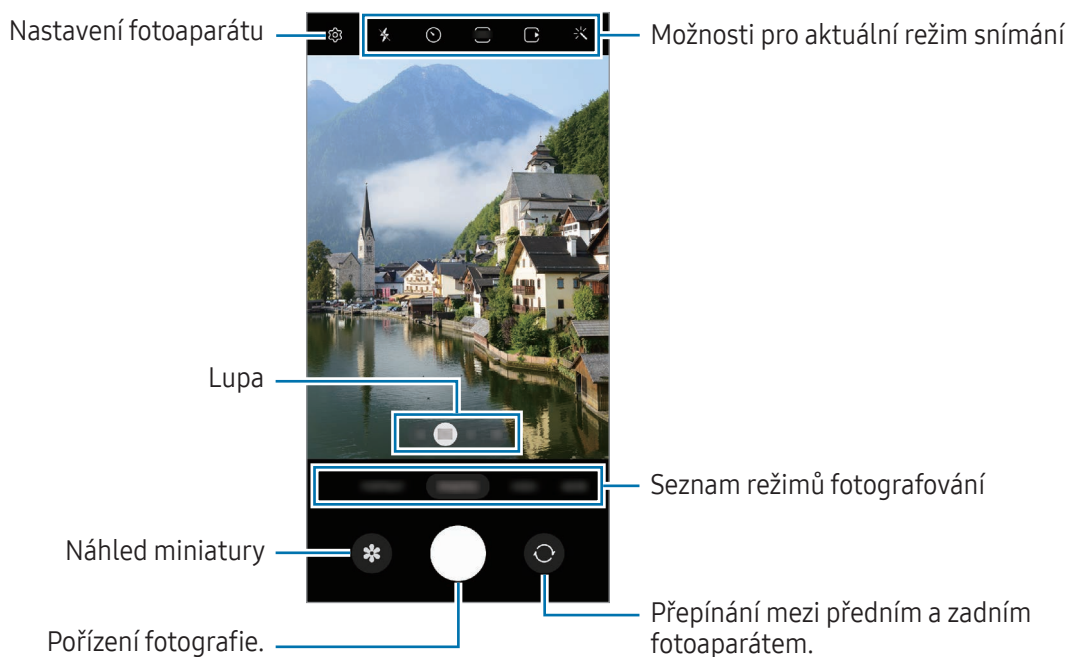 Nastavení fotoaparátu
Možnosti pro aktuální režim snímání
Lupa
Seznam režimů fotografování
Náhled miniatury
Pořízení fotografie.
Přepínání mezi předním a zadním
fotoaparátem.